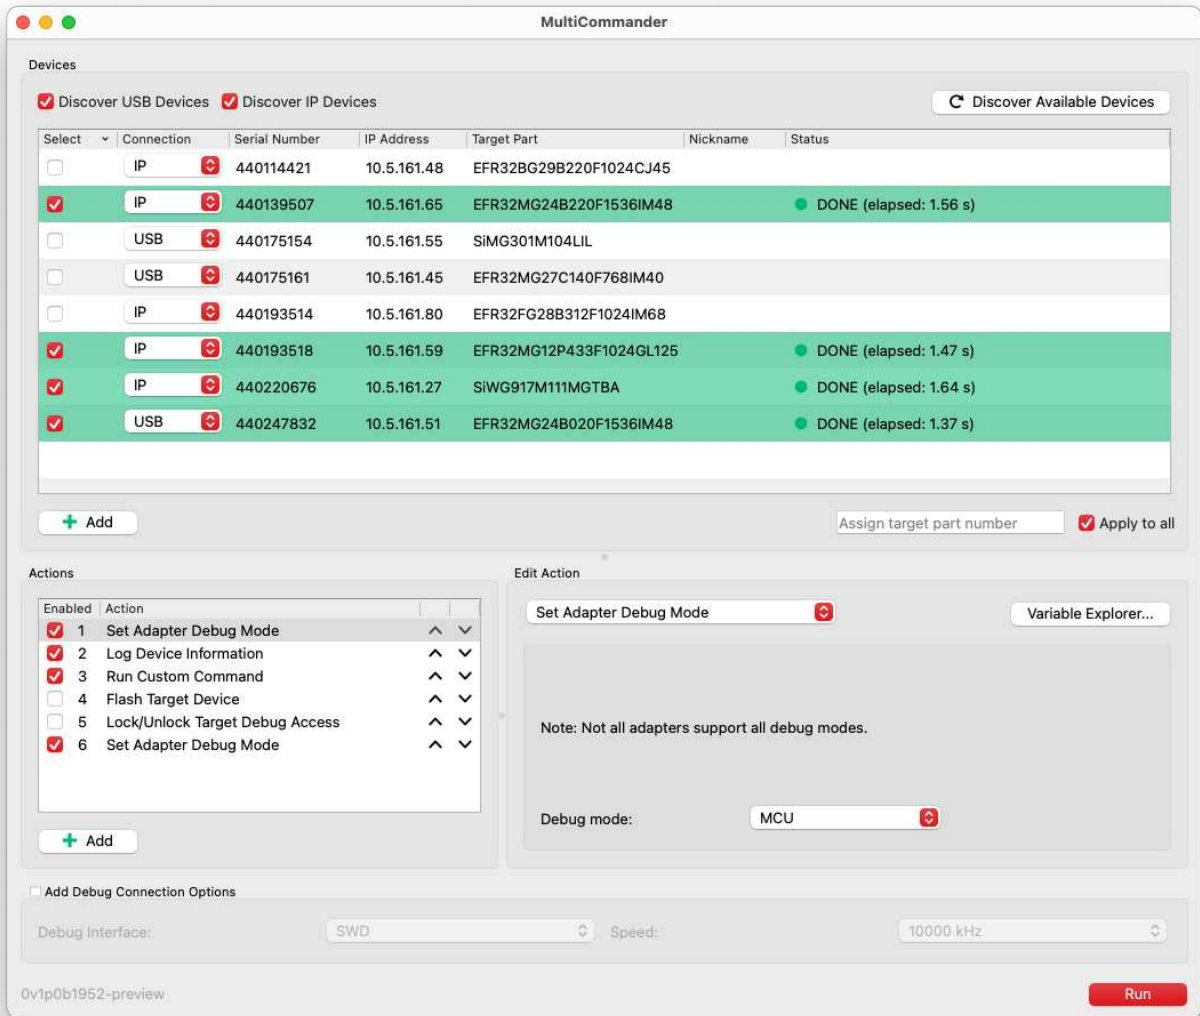 MultiCommander
Devices
Discover USB Devices Discover IP Devices Discover Available Devices
Select Connection Serial Number IP Address Target Part Nickname Status
IP 440114421 10.5.161.48 EFR32BG29B220F1024CJ45
IP 440139507 10.5.161.65 EFR32MG24B220F1536IM48 DONE (elapsed: 1.56 s)
USB 440175154 10.5.161.55 SiMG301M104LIL
USB 440175161 10.5.161.45 EFR32MG27C140F768IM40
IP 440193514 10.5.161.80 EFR32FG28B312F1024IM68
IP 440193518 10.5.161.59 EFR32MG12P433F1024GL125 DONE (elapsed: 1.47 s)
IP 440220676 10.5.161.27 SiWG917M111MGTBA DONE (elapsed: 1.64 s)
USB 440247832 10.5.161.51 EFR32MG24B020F1536IM48 DONE (elapsed: 1.37 s)
Add Assign target part number Apply to all
Actions
Enabled Action
1 Set Adapter Debug Mode
2 Log Device Information
3 Run Custom Command
4 Flash Target Device
5 Lock/Unlock Target Debug Access
6 Set Adapter Debug Mode
Add
Edit Action
Set Adapter Debug Mode Variable Explorer...
Note: Not all adapters support all debug modes.
Debug mode: MCU
Add Debug Connection Options
Debug Interface: SWD Speed: 10000 kHz
0v1p0b1952-preview Run